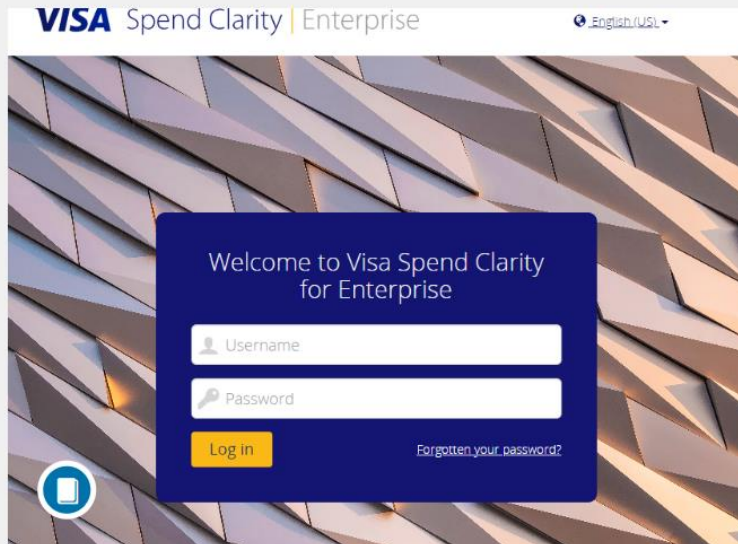 VISA Spend Clarity | Enterprise
English (US)
Welcome to Visa Spend Clarity
for Enterprise
Username
Password
Log in
Forgotten your password?